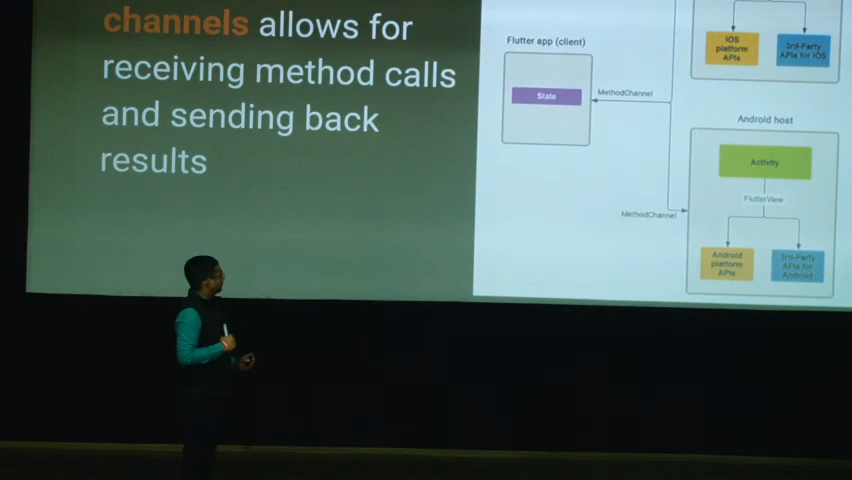 channels allows for
receiving method calls
and sending back
results
Flutter app (client)
State
MethodChannel
MethodChannel
IOS
platform
APIs
3rd-Party
APIs for IOS
Android host
Activity
FlutterView
Android
platform
APIs
3rd-Party
APIs for
Android